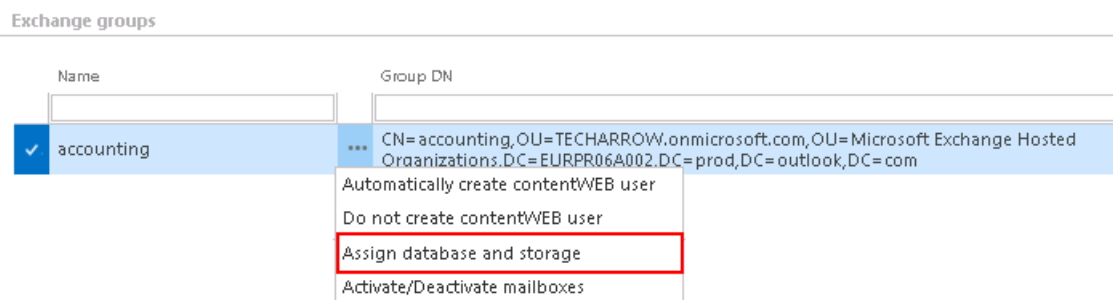 Exchange groups
Name Group DN
accounting ••• CN=accounting,OU=TECHARROW.onmicrosoft.com,OU=Microsoft Exchange Hosted
Organizations,DC=EURPR06A002,DC=prod,DC=outlook,DC=com
Automatically create contentWEB user
Do not create contentWEB user
Assign database and storage
Activate/Deactivate mailboxes